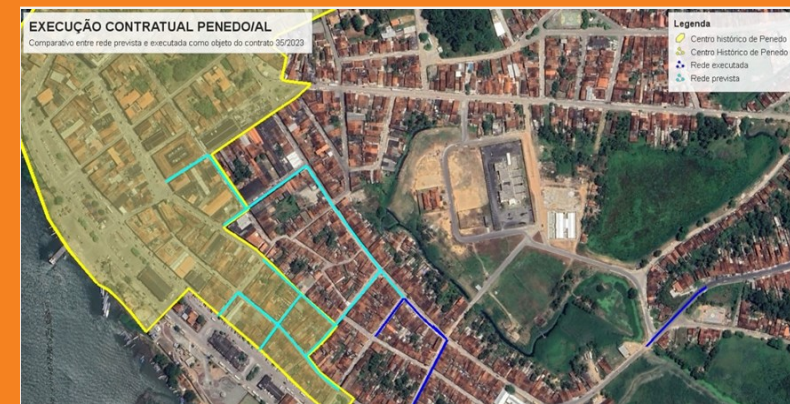 EXECUÇÃO CONTRATUAL PENEDO/AL
Comparativo entre rede prevista e executada como objeto do contrato 35/2023
Legenda
Centro histórico de Penedo
Centro Histórico de Penedo
Rede executada
Rede prevista